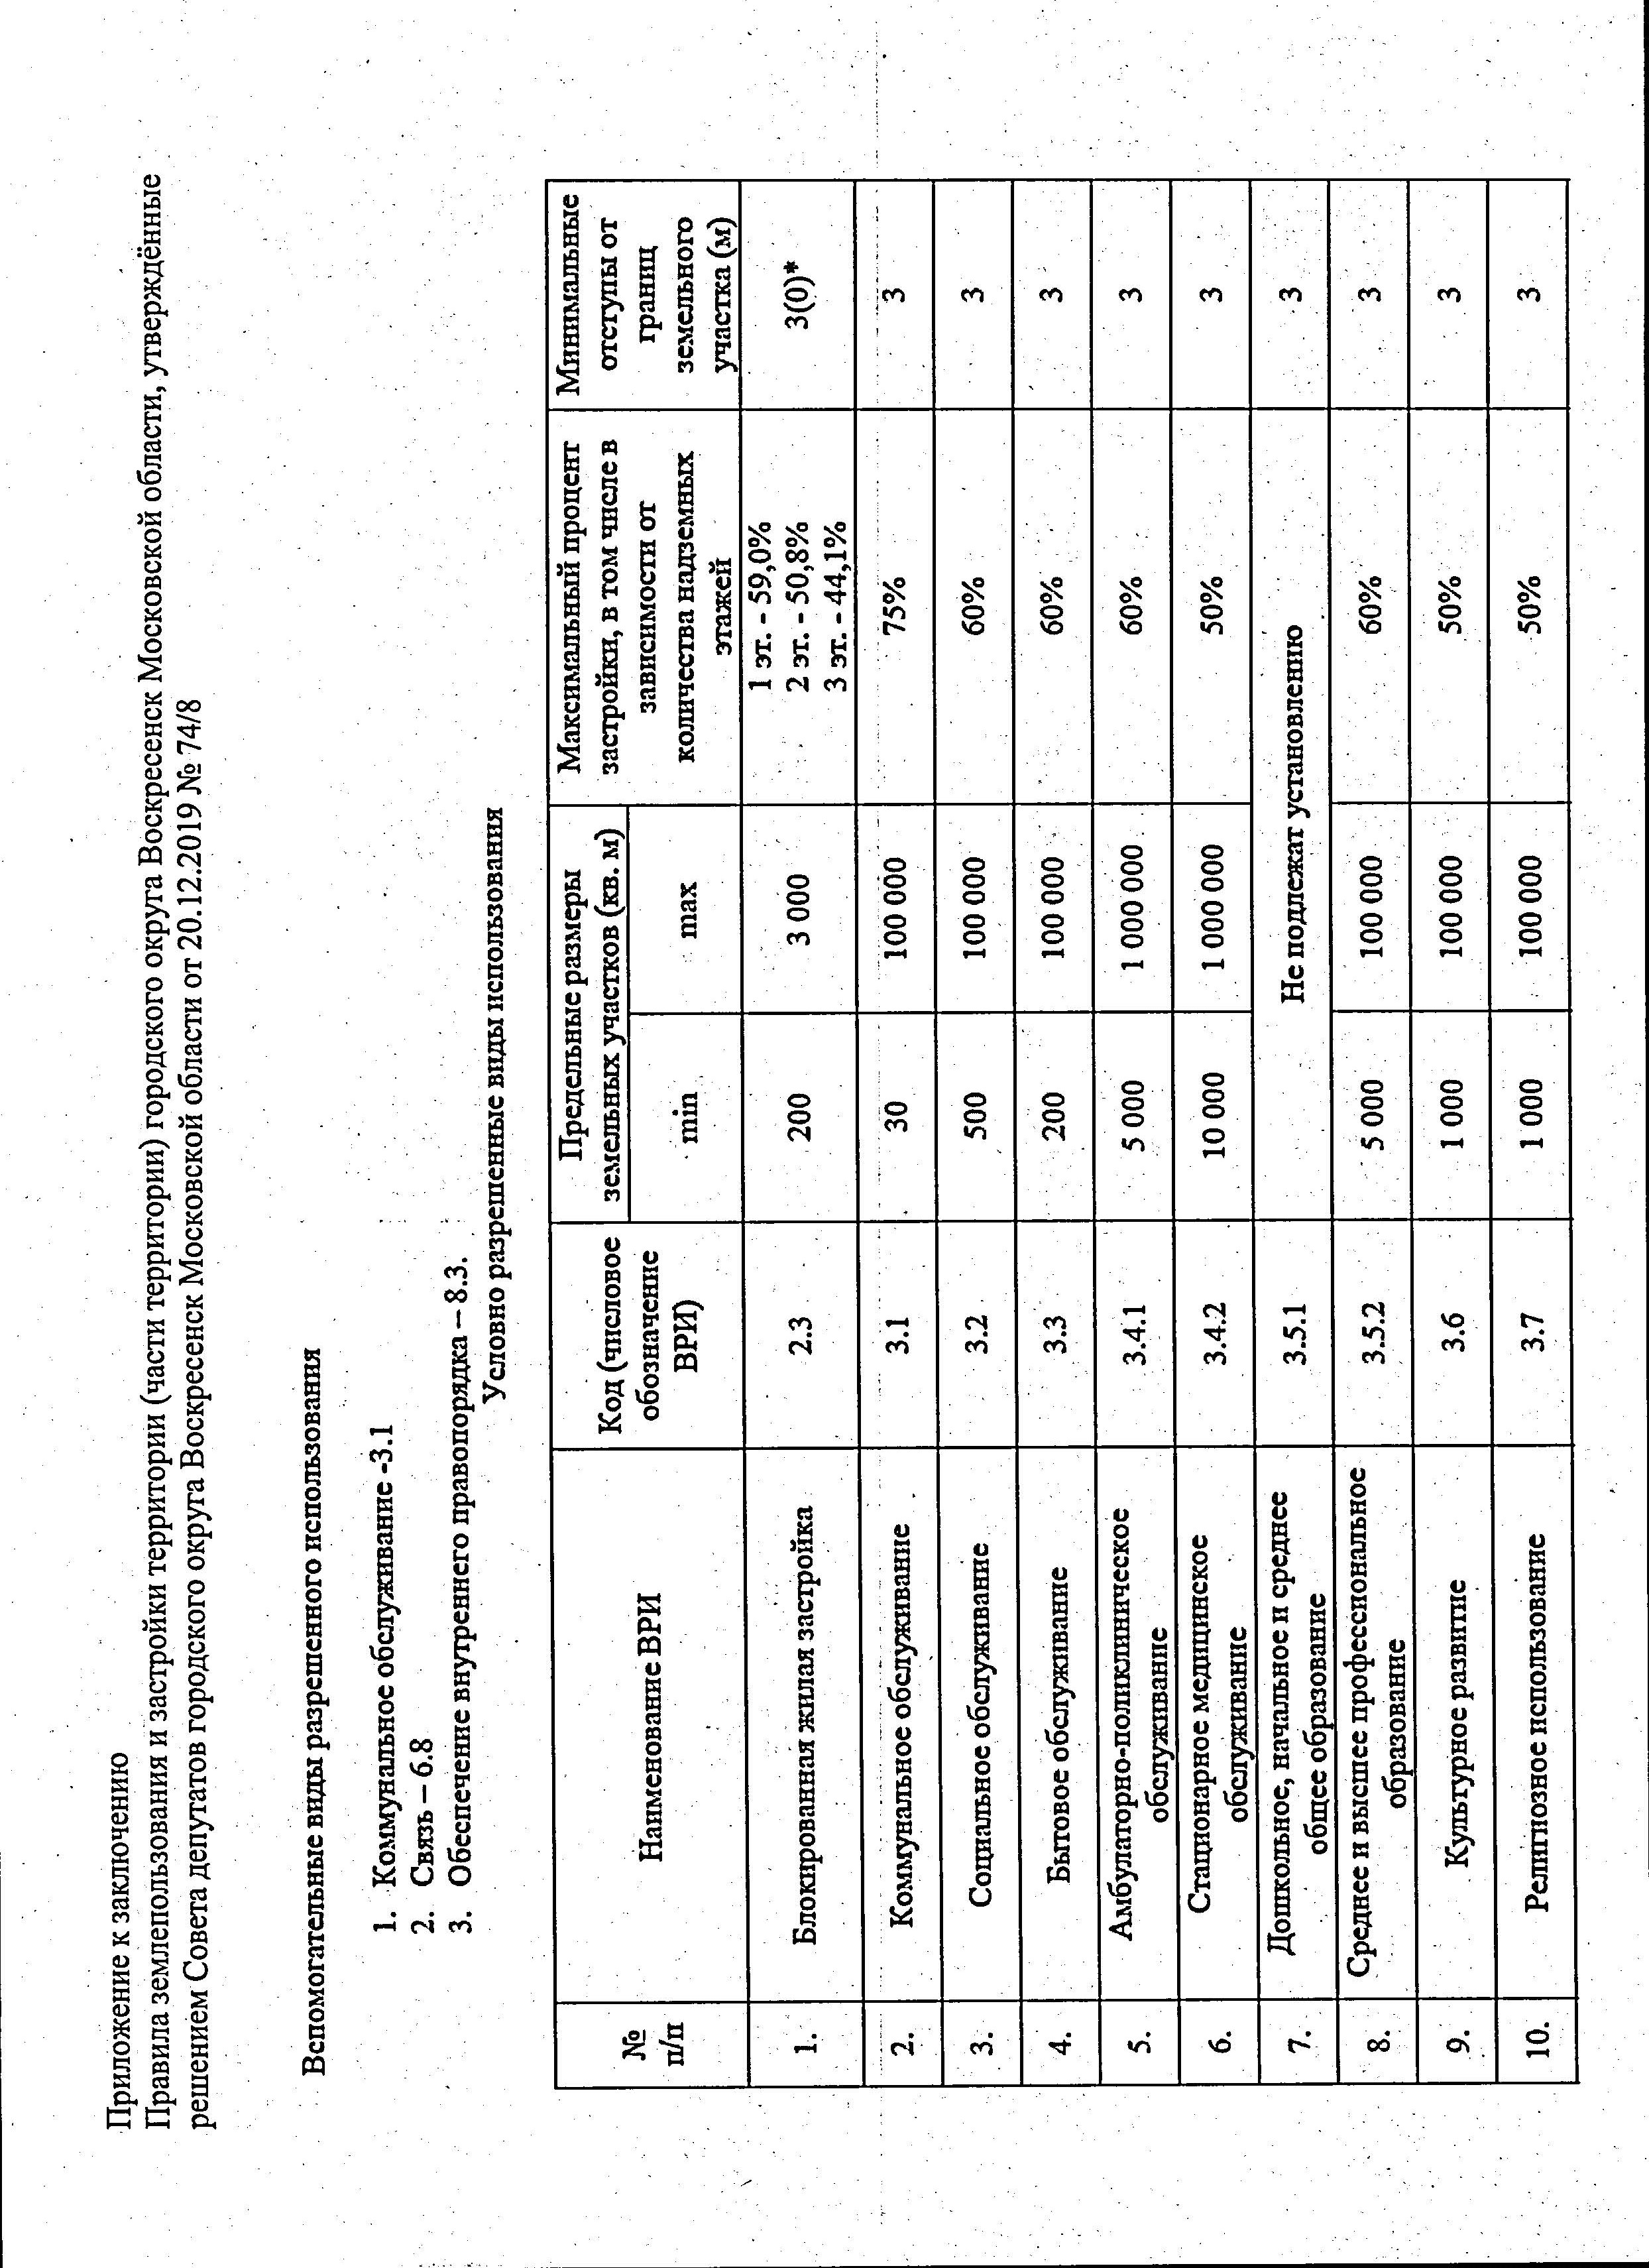 Приложение к заключению
Правила землепользования и застройки территории (части территории) городского округа Воскресенск Московской области, утверждённые
решением Совета депутатов городского округа Воскресенск Московской области от 20.12.2019 № 74/8
Вспомогательные виды разрешенного использования
1. Коммунальное обслуживание -3.1
2. Связь – 6.8
3. Обеспечение внутреннего правопорядка – 8.3.
Условно разрешенные виды использования
№
п/п
Наименование ВРИ
Код (числовое
обозначение
ВРИ)
Предельные размеры
земельных участков (кв. м)
min
max
Максимальный процент
застройки, в том числе в
зависимости от
количества надземных
этажей
Минимальные
отступы от
границ
земельного
участка (м)
1. Блокированная жилая застройка 2.3 200 3 000
1 эт. - 59,0%
2 эт. - 50,8%
3 эт. - 44,1%
3(0)*
2. Коммунальное обслуживание 3.1 30 100 000 75% 3
3. Социальное обслуживание 3.2 500 100 000 60% 3
4. Бытовое обслуживание 3.3 200 100 000 60% 3
5. Амбулаторно-поликлиническое
обслуживание
3.4.1 5 000 1 000 000 60% 3
6. Стационарное медицинское
обслуживание
3.4.2 10 000 1 000 000 50% 3
7. Дошкольное, начальное и среднее
общее образование
3.5.1 Не подлежат установлению 3
8. Среднее и высшее профессиональное
образование
3.5.2 5 000 100 000 60% 3
9. Культурное развитие 3.6 1 000 100 000 50% 3
10. Религиозное использование 3.7 1 000 100 000 50% 3